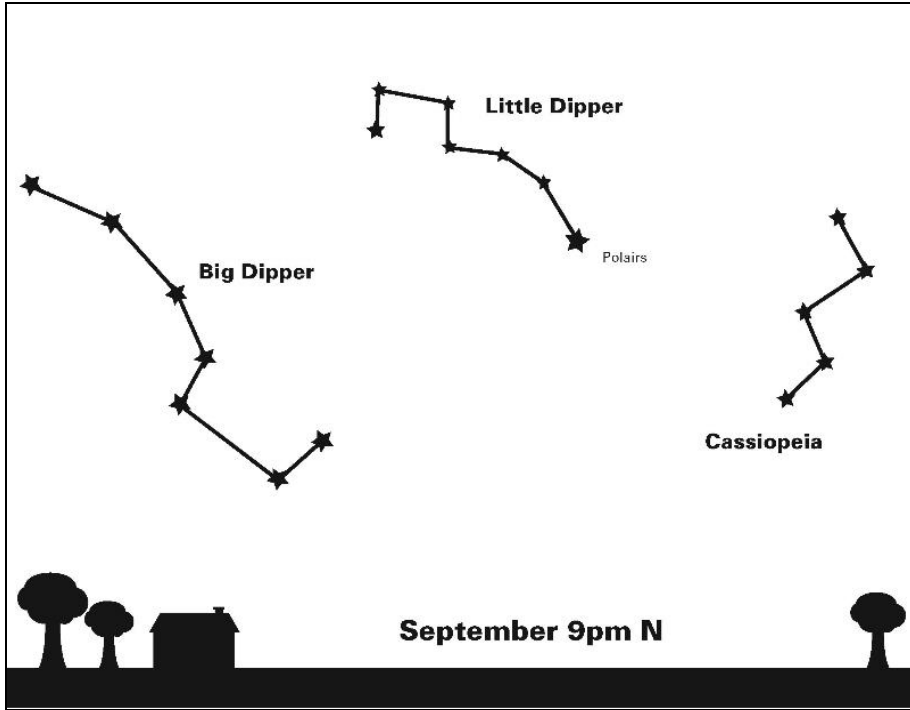 Little Dipper
Polairs
Big Dipper
Cassiopeia
September 9pm N